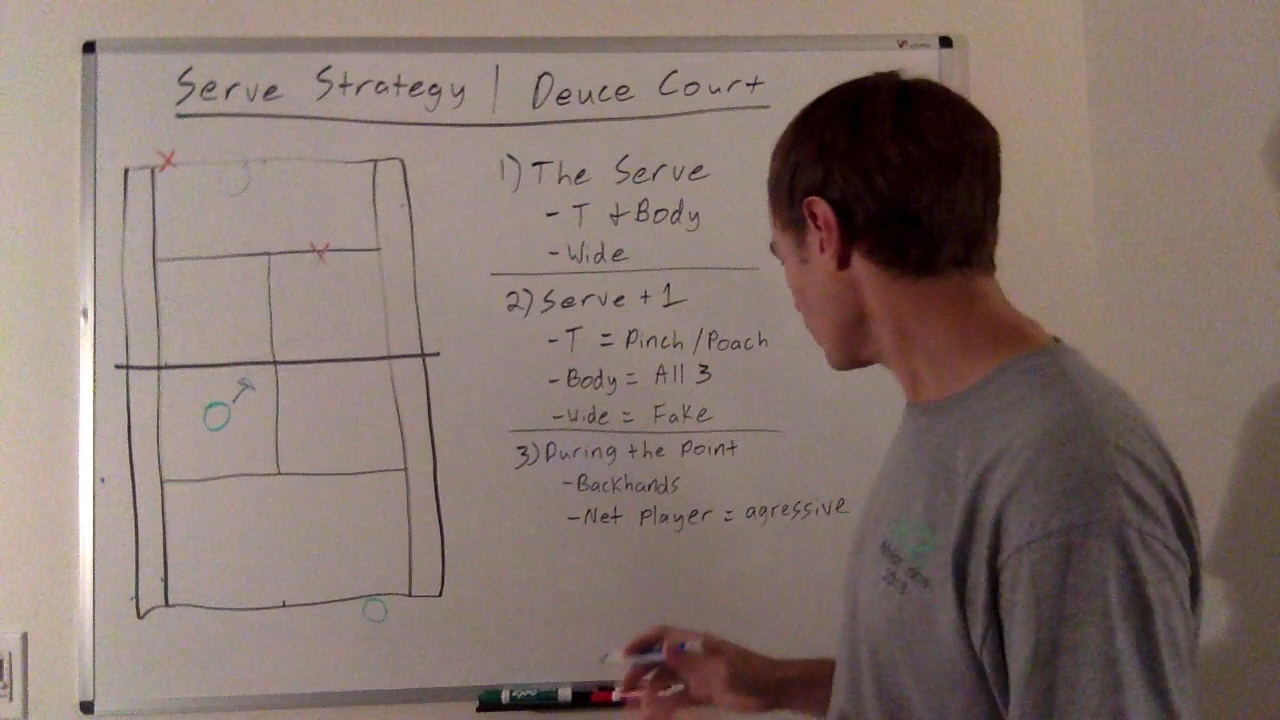 Serve Strategy | Deuce Court
1) The Serve
- T + Body
- Wide
2) Serve + 1
- T = Pinch / Poach
- Body = All 3
- Wide = Fake
3) During the Point
- Backhands
- Net Player = agressive